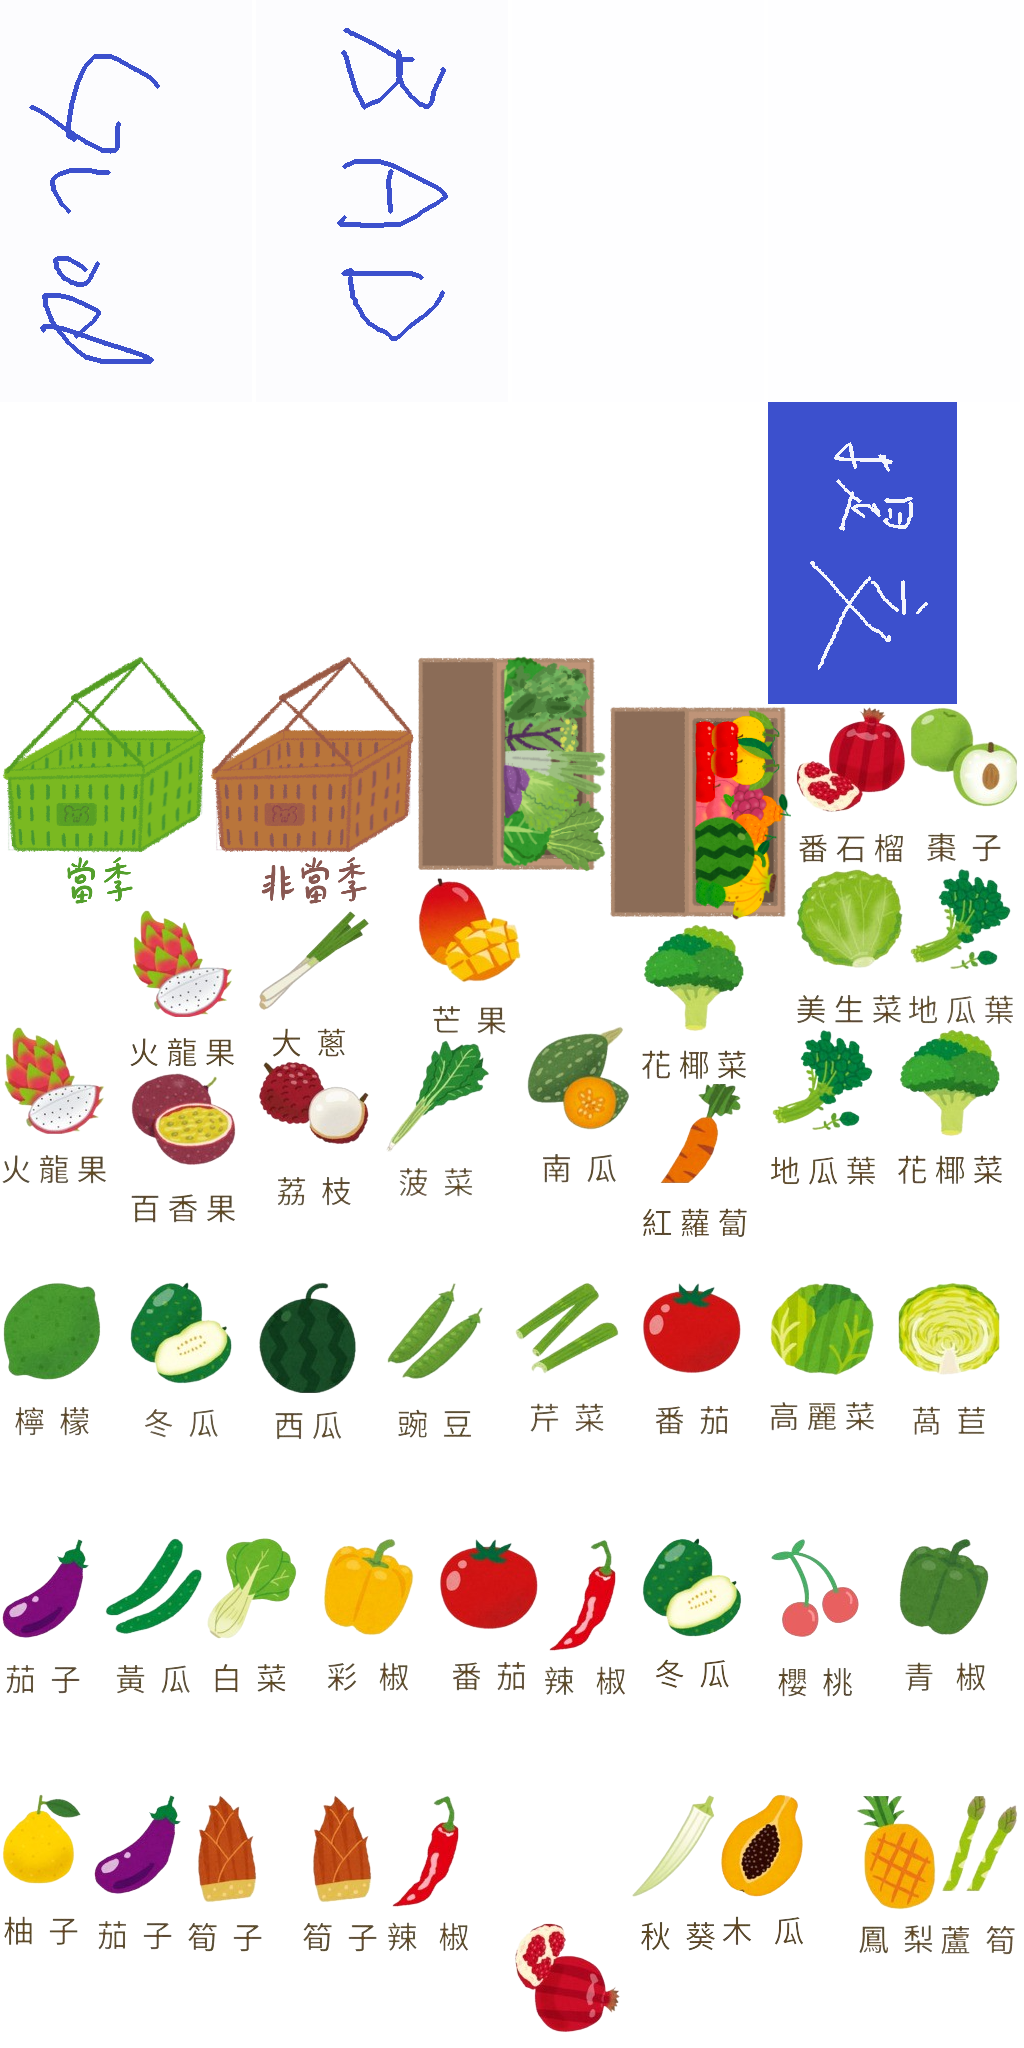 Good
BAD
提示
當季 非當季
番石榴 棗子
火龍果 大蔥 芒果 花椰菜 美生菜 地瓜葉
火龍果 百香果 荔枝 菠菜 南瓜 紅蘿蔔 地瓜葉 花椰菜
檸檬 冬瓜 西瓜 豌豆 芹菜 番茄 高麗菜 萵苣
茄子 黃瓜 白菜 彩椒 番茄 辣椒 冬瓜 櫻桃 青椒
柚子 茄子 筍子 筍子 辣椒 秋葵 木瓜 鳳梨 蘆筍